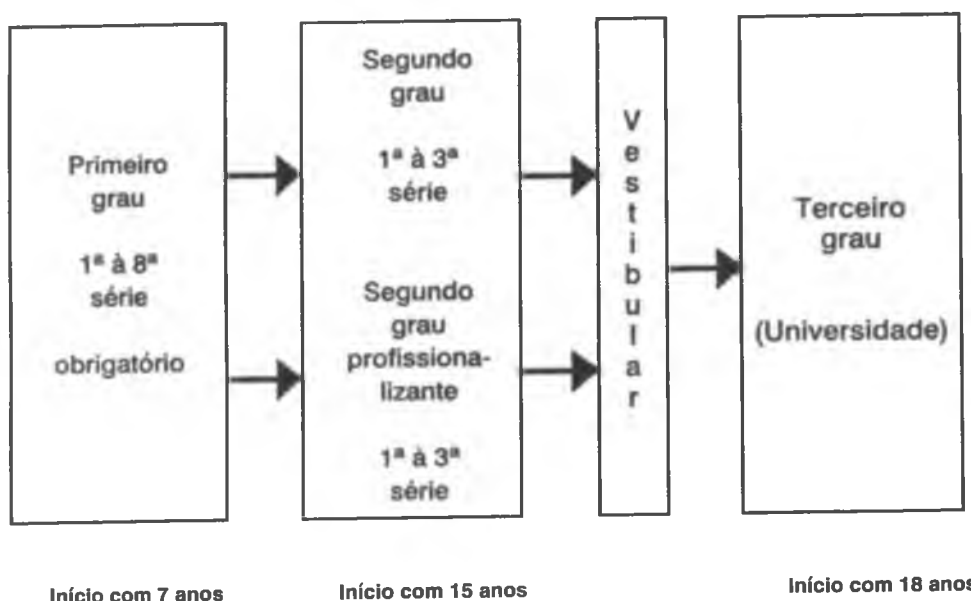 Primeiro
grau
1ª à 8ª
série
obrigatório
Segundo
grau
1ª à 3ª
série
Segundo
grau
profissiona-
lizante
1ª à 3ª
série
Vestibular
Terceiro
grau
(Universidade)
Início com 7 anos
Início com 15 anos
Início com 18 anos